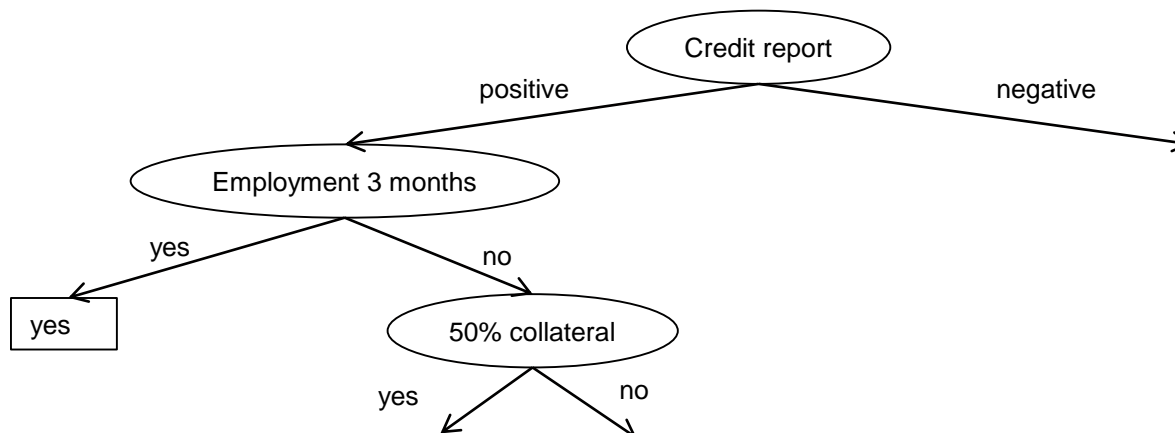 Credit report
positive
negative
Employment 3 months
yes
no
yes
50% collateral
yes
no